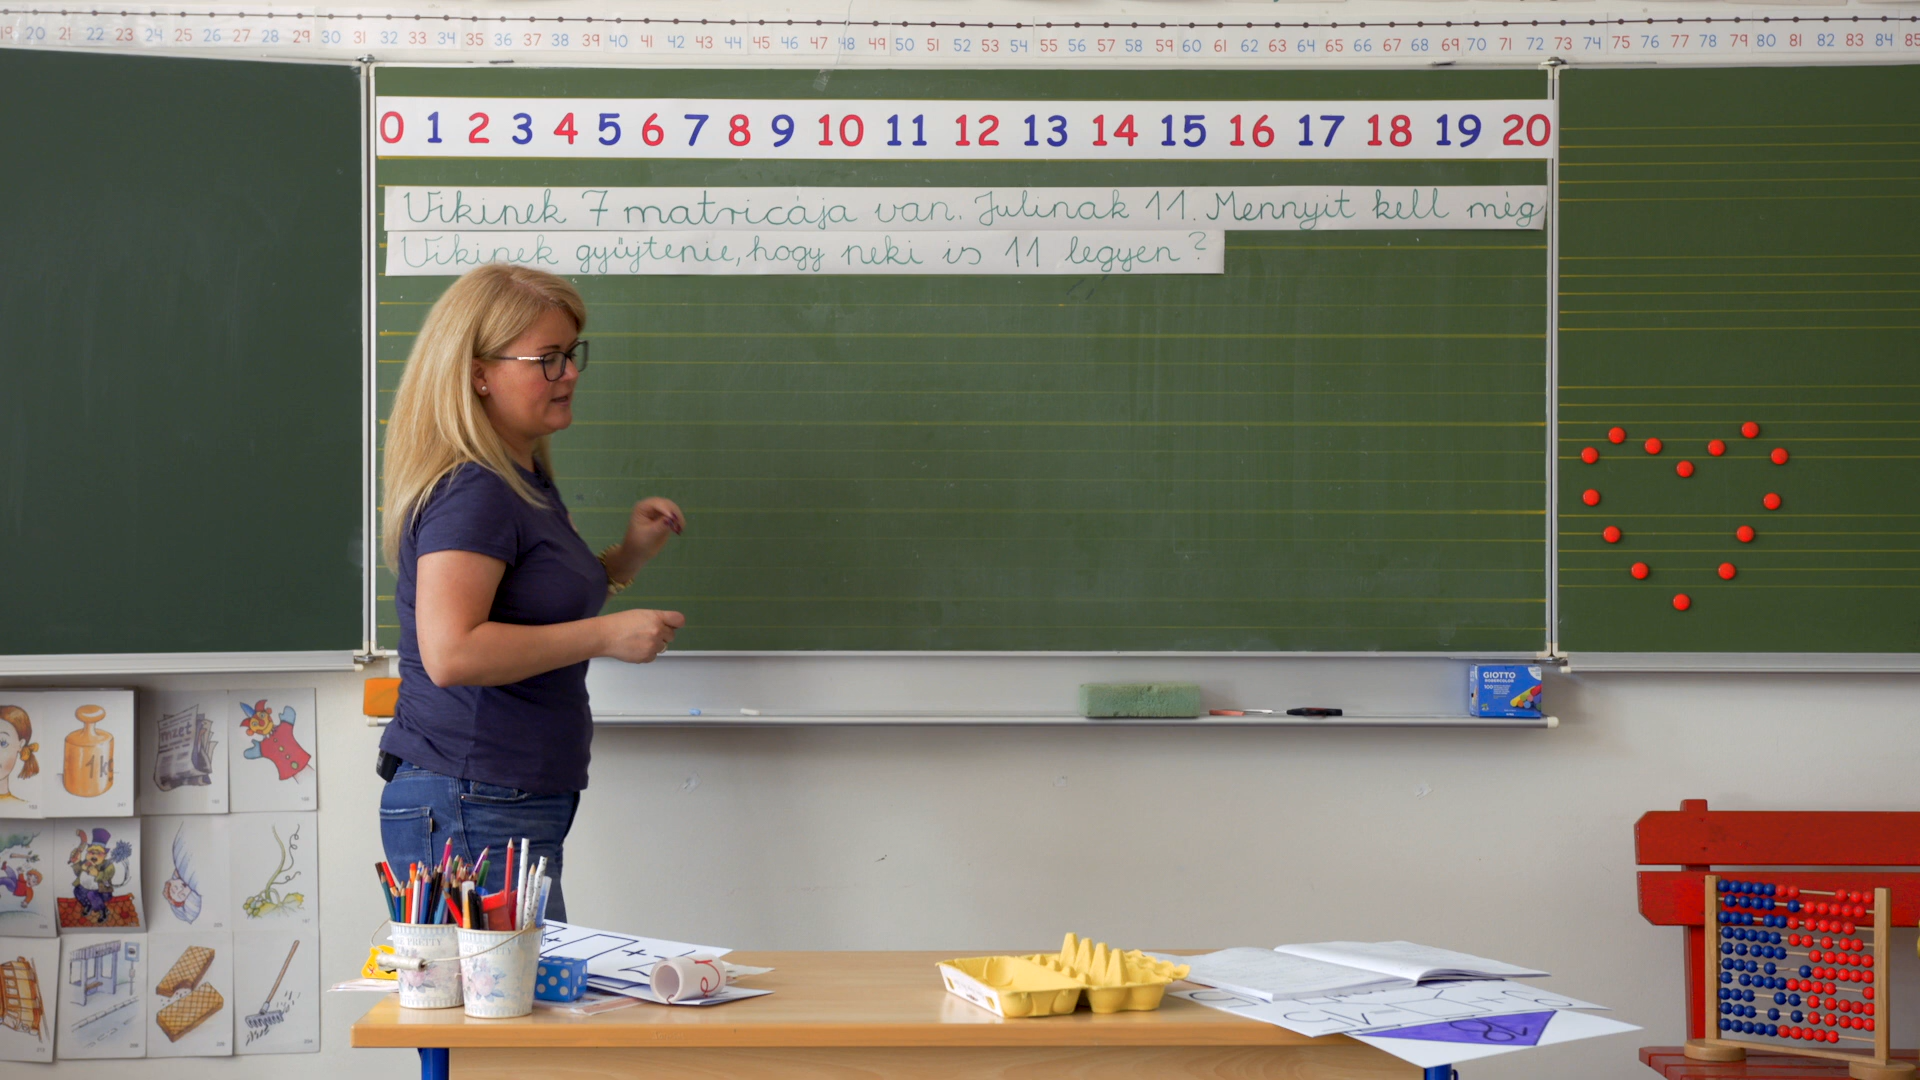 19 20 21 22 23 24 25 26 27 28 29 30 31 32 33 34 35 36 37 38 39 40 41 42 43 44 45 46 47 48 49 50 51 52 53 54 55 56 57 58 59 60 61 62 63 64 65 66 67 68 69 70 71 72 73 74 75 76 77 78 79 80 81 82 83 84 85
0 1 2 3 4 5 6 7 8 9 10 11 12 13 14 15 16 17 18 19 20
Vikinek 7 matricája van. Julinak 11. Mennyit kell még
Vikinek gyűjtenie, hogy neki is 11 legyen?
GIOTTO
ROBERCOLOR
100
1 k